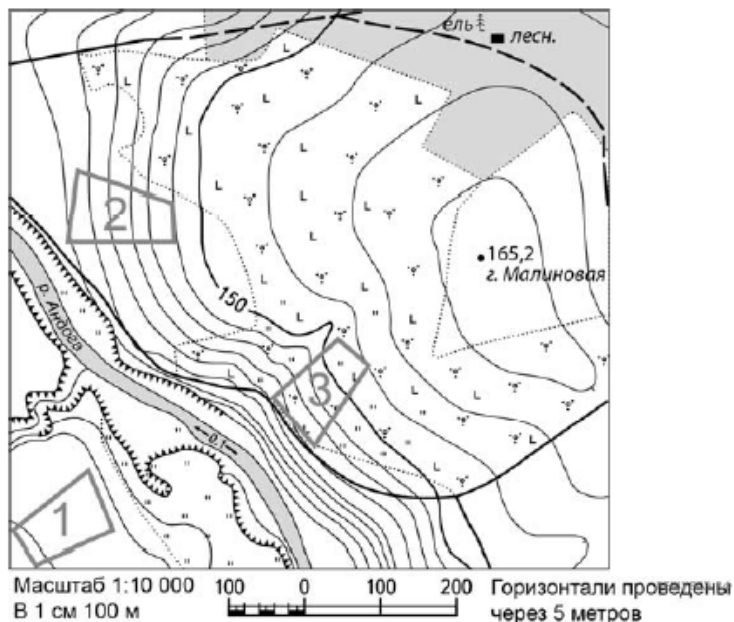 ель лесн.
2
165,2
г. Малиновая
150
р. Андога
3
0,1
1
Масштаб 1:10 000
В 1 см 100 м
100 0 100 200
Горизонтали проведены
через 5 метров